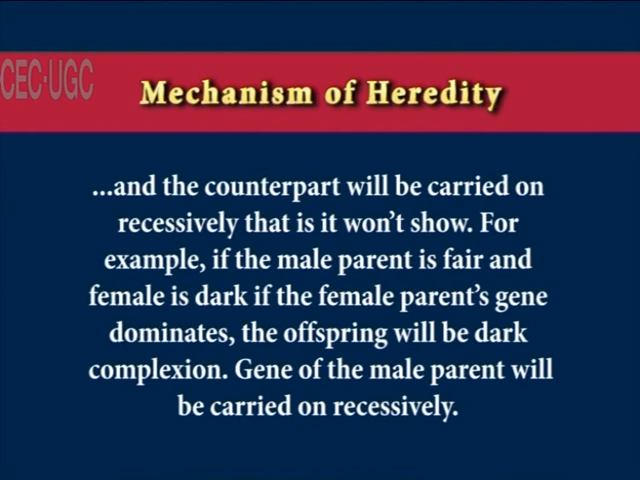 CEC-UGC
Mechanism of Heredity
...and the counterpart will be carried on
recessively that is it won't show. For
example, if the male parent is fair and
female is dark if the female parent's gene
dominates, the offspring will be dark
complexion. Gene of the male parent will
be carried on recessively.